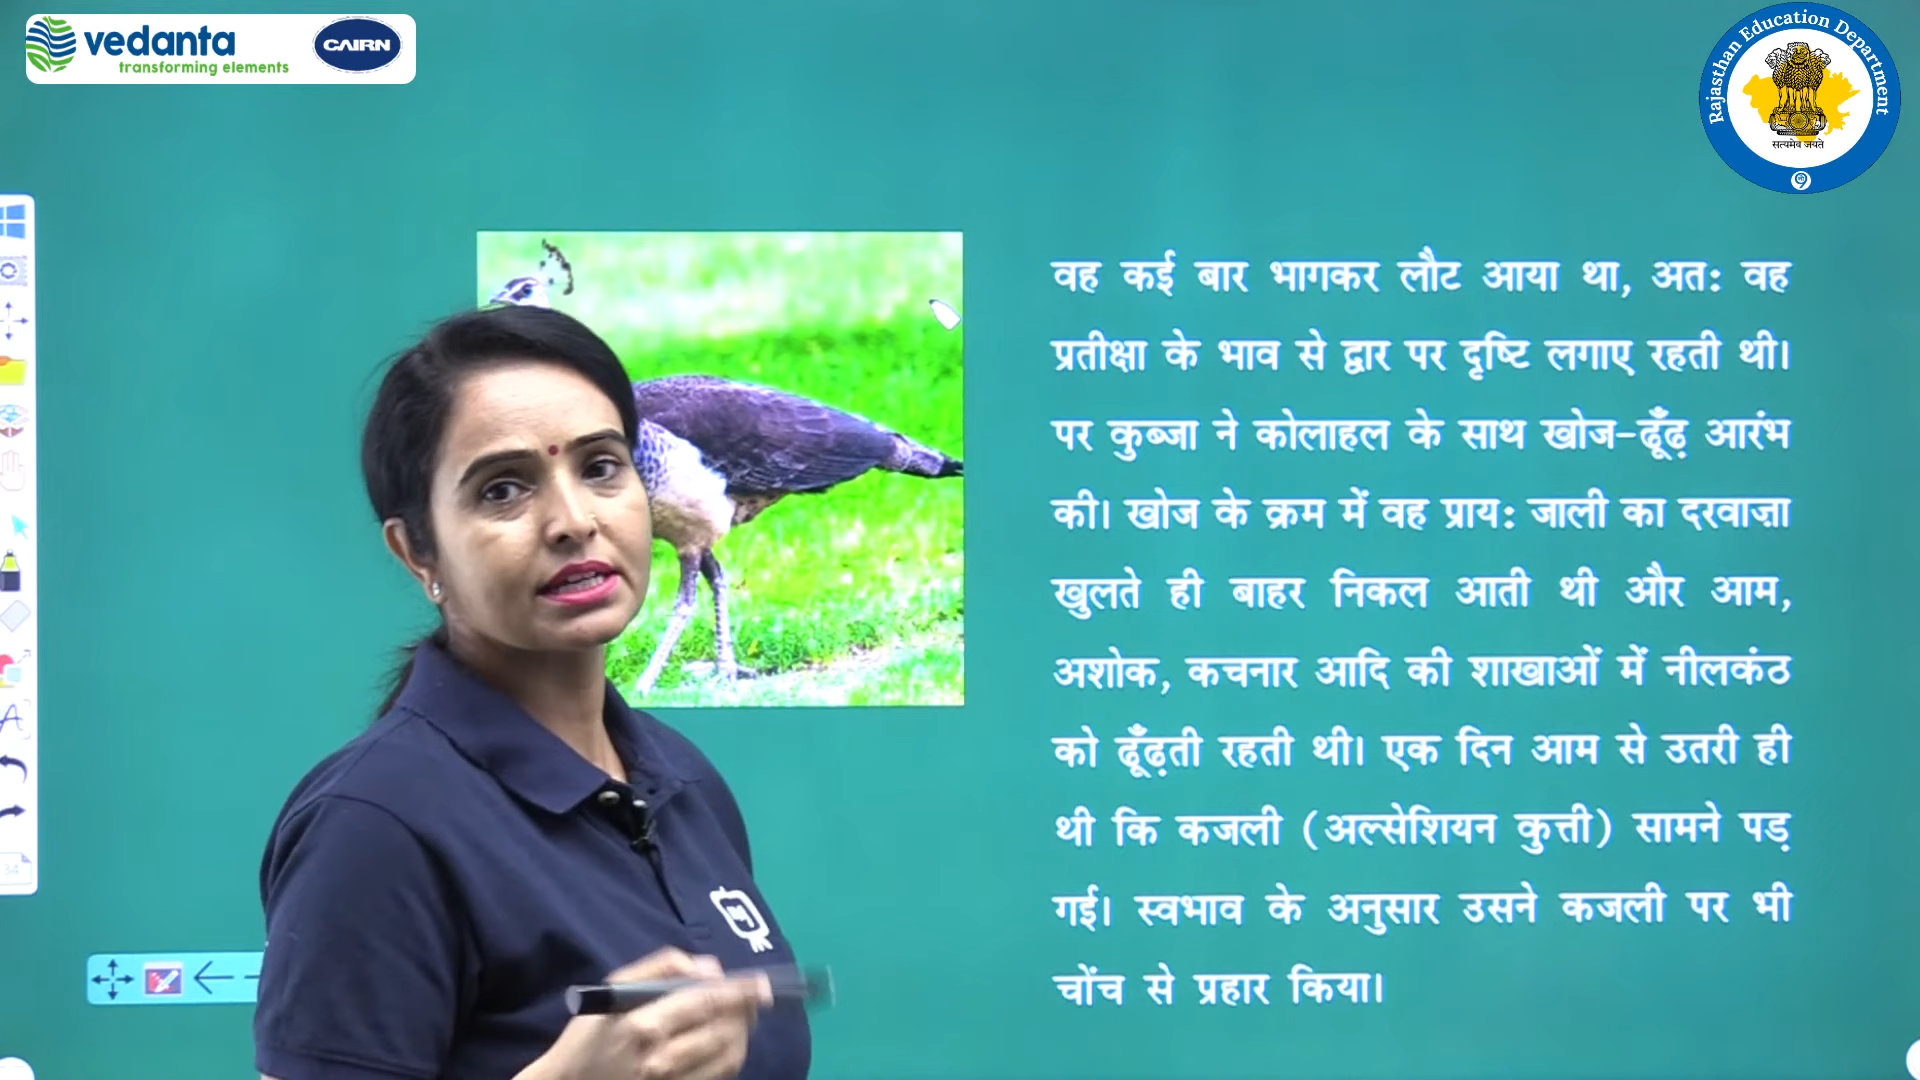 vedanta
transforming elements
CAIRN
Rajasthan Education Department
सत्यमेव जयते
वह कई बार भागकर लौट आया था, अत: वह
प्रतीक्षा के भाव से द्वार पर दृष्टि लगाए रहती थी।
पर कुब्जा ने कोलाहल के साथ खोज-ढूँढ़ आरंभ
की। खोज के क्रम में वह प्राय: जाली का दरवाज़ा
खुलते ही बाहर निकल आती थी और आम,
अशोक, कचनार आदि की शाखाओं में नीलकंठ
को ढूँढ़ती रहती थी। एक दिन आम से उतरी ही
थी कि कजली (अल्सेशियन कुत्ती) सामने पड़
गई। स्वभाव के अनुसार उसने कजली पर भी
चोंच से प्रहार किया।
34